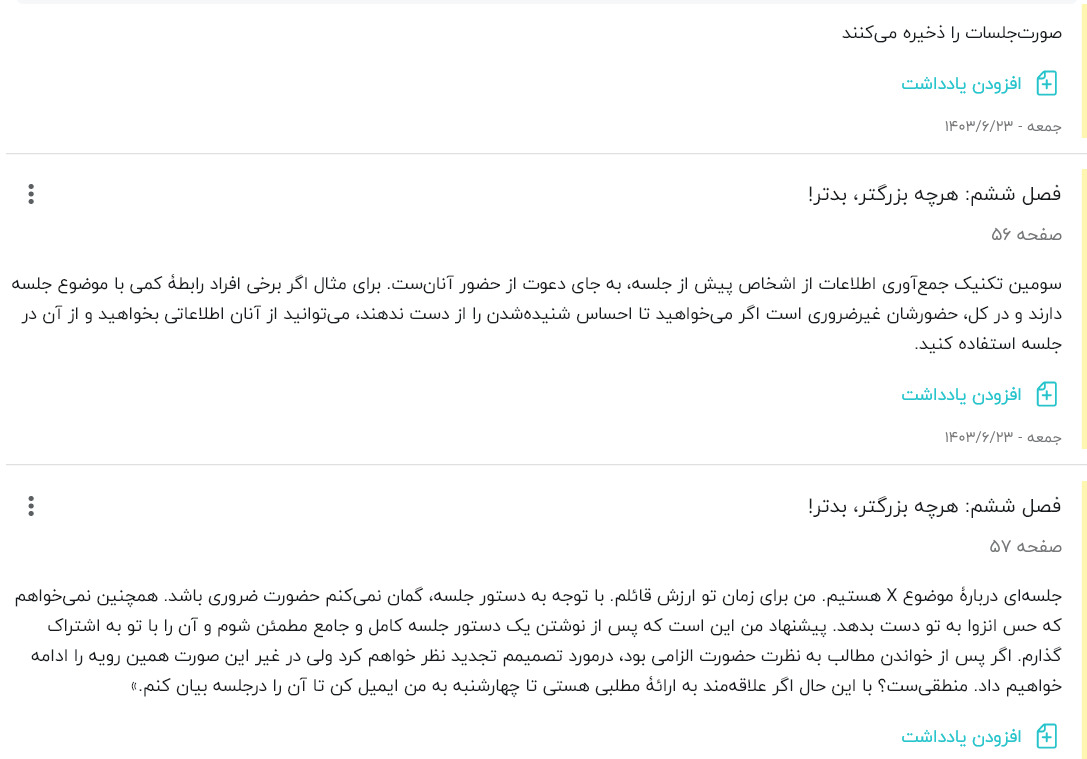 صورت‌جلسات را ذخیره می‌کنند
افزودن یادداشت
جمعه - ۱۴۰۳/۶/۲۳
فصل ششم: هرچه بزرگتر، بدتر!
صفحه ۵۶
سومین تکنیک جمع‌آوری اطلاعات از اشخاص پیش از جلسه، به جای دعوت از حضور آنان‌ست. برای مثال اگر برخی افراد رابطهٔ کمی با موضوع جلسه
دارند و در کل، حضورشان غیرضروری است اگر می‌خواهید تا احساس شنیده‌شدن را از دست ندهند، می‌توانید از آنان اطلاعاتی بخواهید و از آن در
جلسه استفاده کنید.
افزودن یادداشت
جمعه - ۱۴۰۳/۶/۲۳
فصل ششم: هرچه بزرگتر، بدتر!
صفحه ۵۷
جلسه‌ای دربارهٔ موضوع X هستیم. من برای زمان تو ارزش قائلم. با توجه به دستور جلسه، گمان نمی‌کنم حضورت ضروری باشد. همچنین نمی‌خواهم
که حس انزوا به تو دست بدهد. پیشنهاد من این است که پس از نوشتن یک دستور جلسه کامل و جامع مطمئن شوم و آن را با تو به اشتراک
گذارم. اگر پس از خواندن مطالب به نظرت حضورت الزامی بود، درمورد تصمیمم تجدید نظر خواهم کرد ولی در غیر این صورت همین رویه را ادامه
خواهیم داد. منطقی‌ست؟ با این حال اگر علاقه‌مند به ارائهٔ مطلبی هستی تا چهارشنبه به من ایمیل کن تا آن را درجلسه بیان کنم.»
افزودن یادداشت